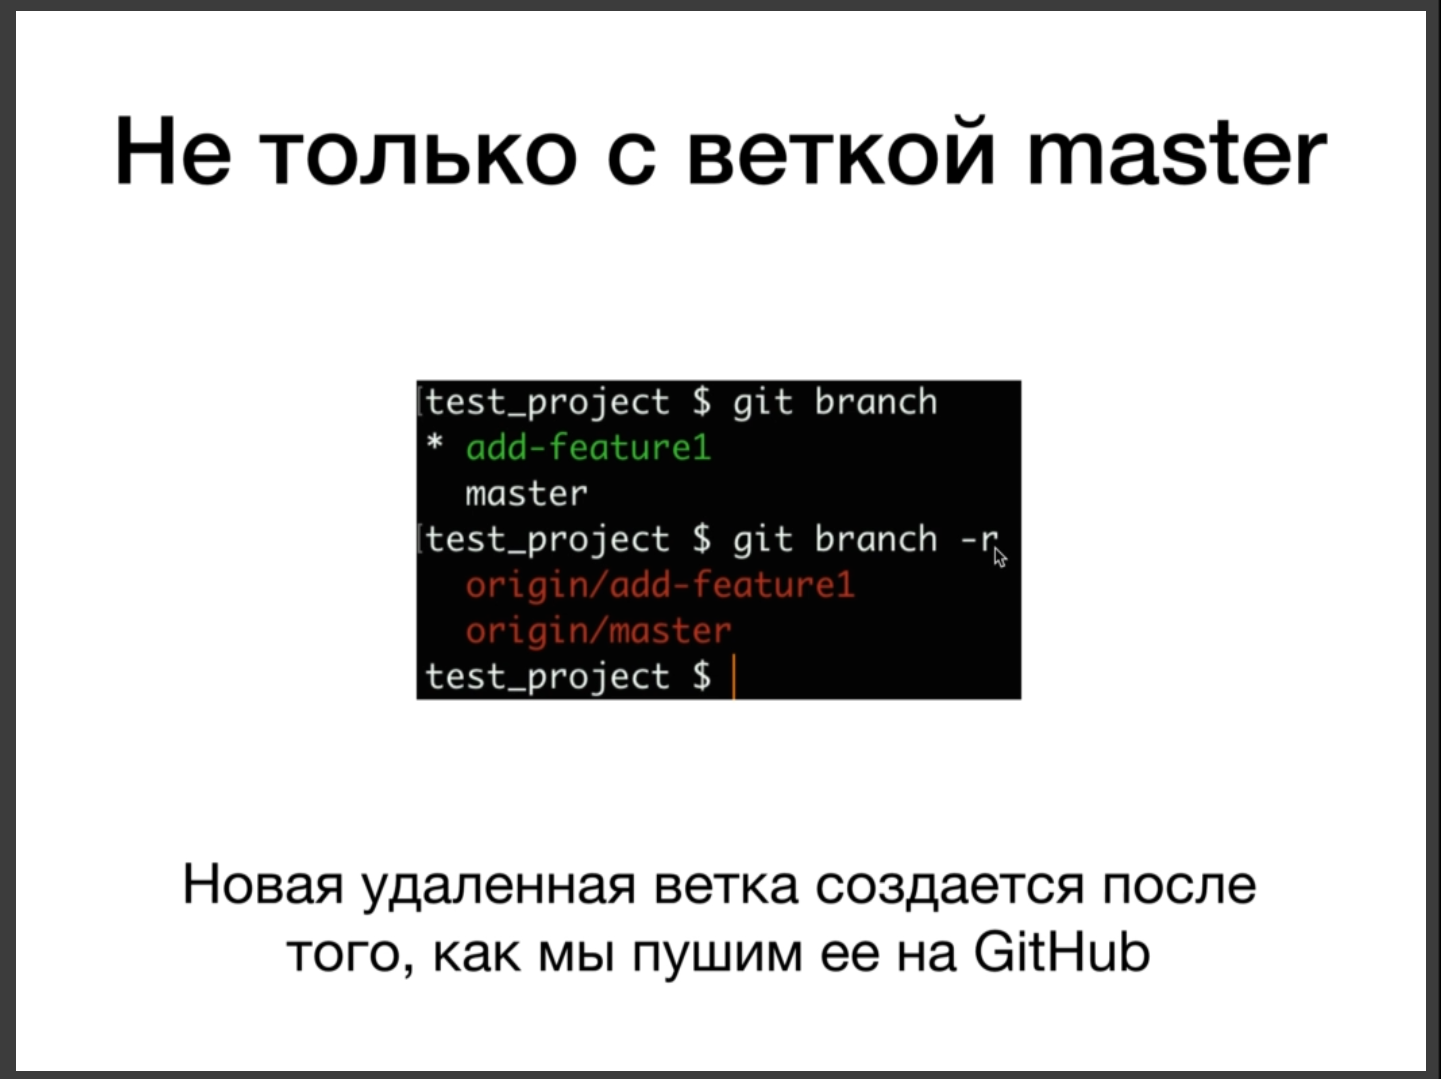 Не только с веткой master
[test_project $ git branch
* add-feature1
master
[test_project $ git branch -r
origin/add-feature1
origin/master
test_project $
Новая удаленная ветка создается после
того, как мы пушим ее на GitHub